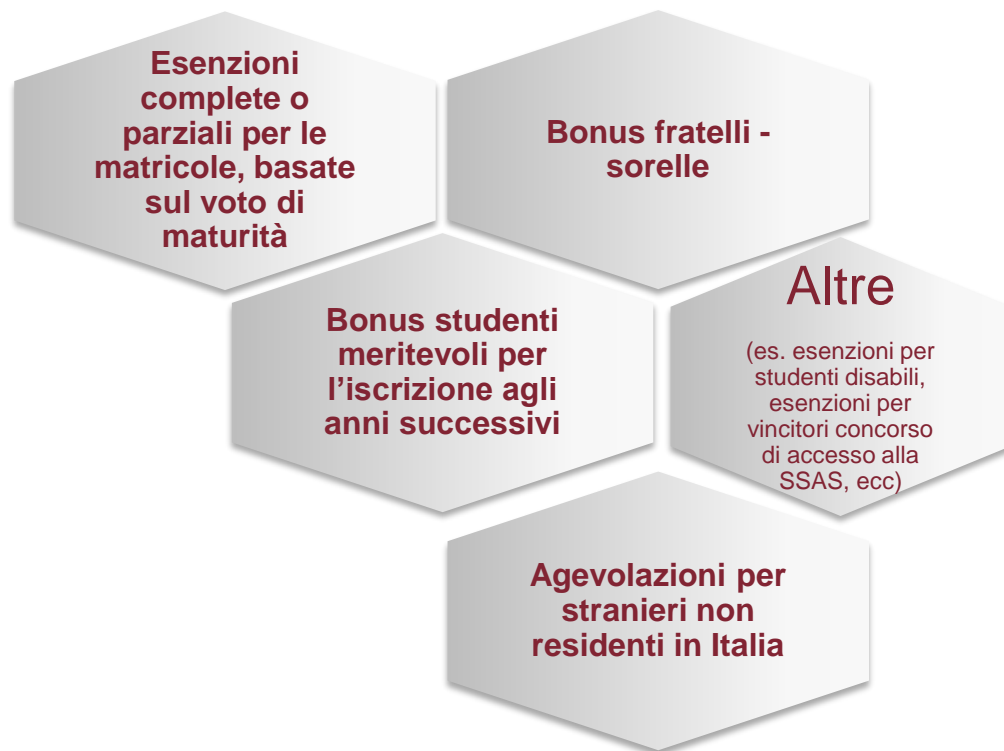 Esenzioni
complete o
parziali per le
matricole, basate
sul voto di
maturità
Bonus fratelli -
sorelle
Bonus studenti
meritevoli per
l’iscrizione agli
anni successivi
Altre
(es. esenzioni per
studenti disabili,
esenzioni per
vincitori concorso
di accesso alla
SSAS, ecc)
Agevolazioni per
stranieri non
residenti in Italia